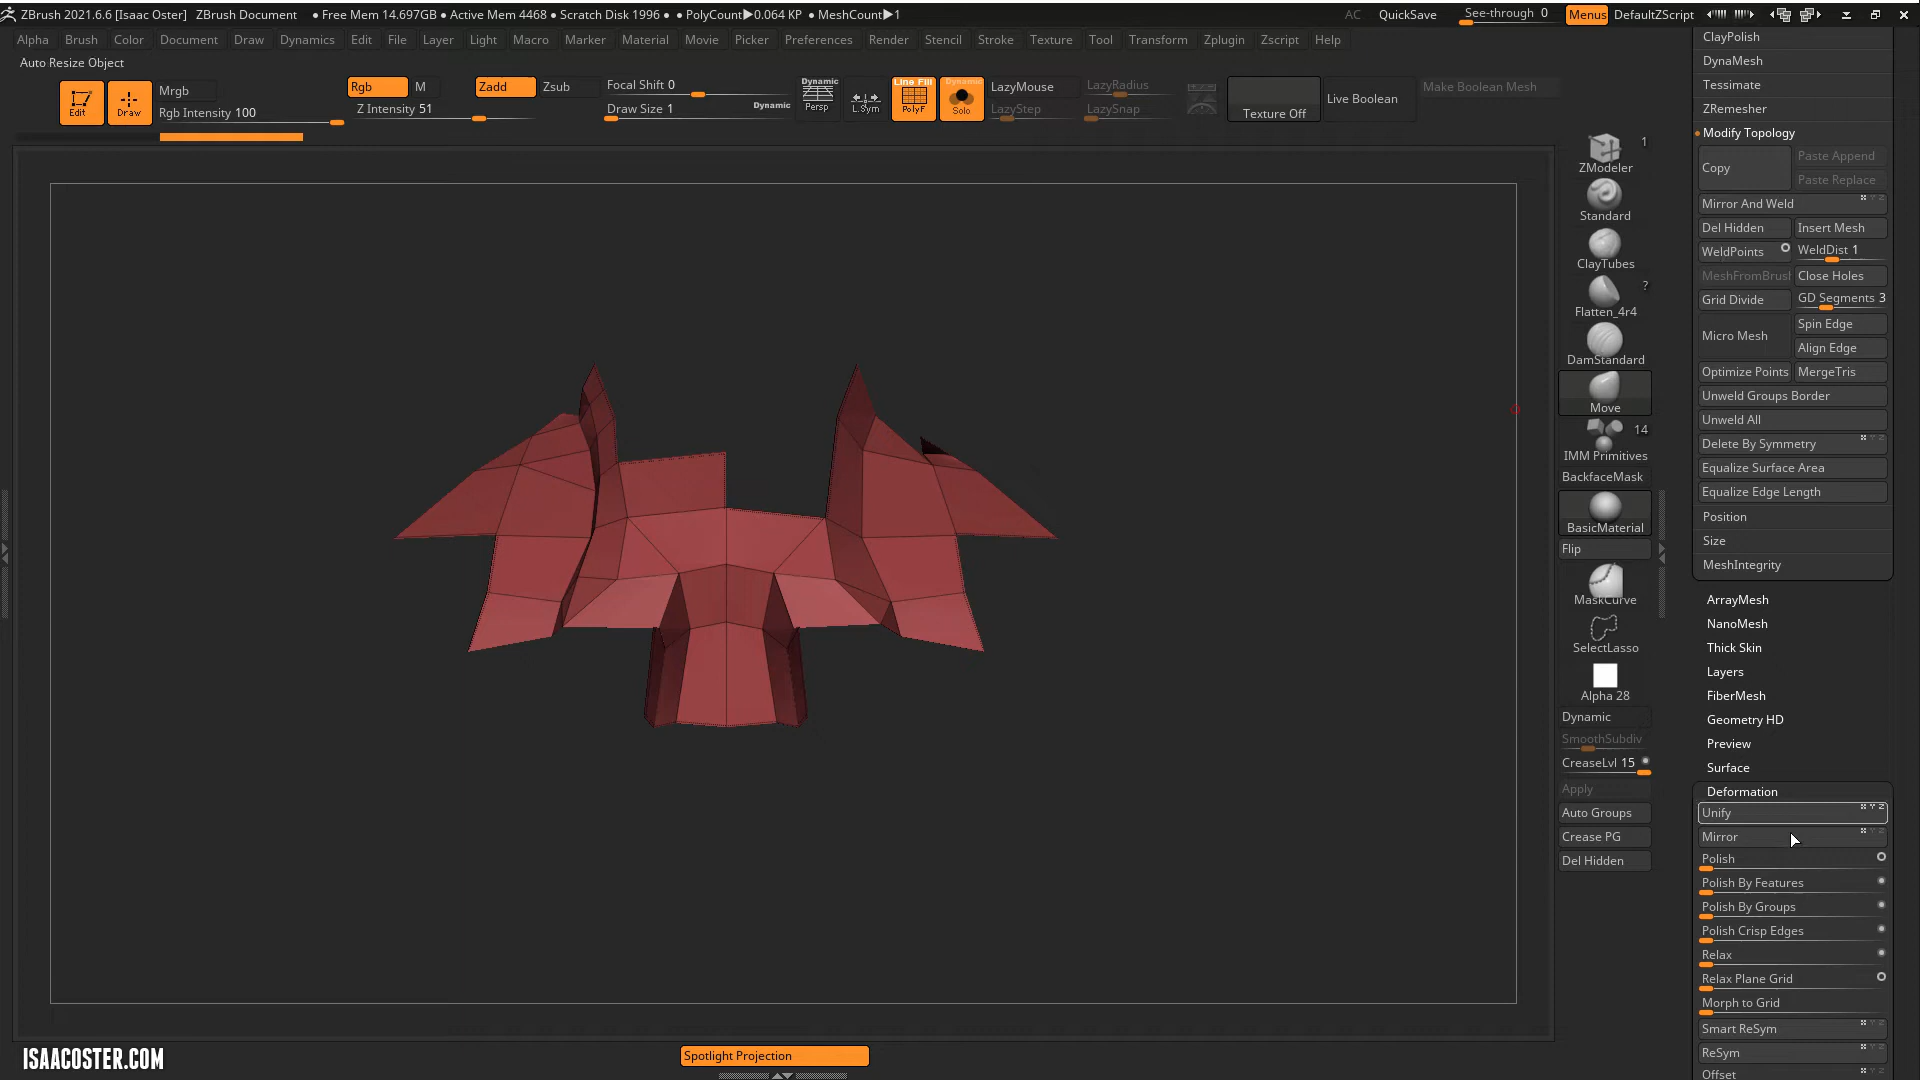 ZBrush 2021.6.6 [Isaac Oster] ZBrush Document • Free Mem 14.697GB • Active Mem 4468 • Scratch Disk 1996 • • PolyCount▶0.064 KP • MeshCount▶1 AC QuickSave See-through 0 Menus DefaultZScript
Alpha Brush Color Document Draw Dynamics Edit File Layer Light Macro Marker Material Movie Picker Preferences Render Stencil Stroke Texture Tool Transform Zplugin Zscript Help
Auto Resize Object
Edit
Draw
Mrgb
Rgb Intensity 100
Rgb
M
Z Intensity 51
Zadd
Zsub
Focal Shift 0
Draw Size 1
Dynamic
Dynamic
Persp
L.Sym
Line Fill
PolyF
Dynamic
Solo
LazyMouse
LazyStep
LazyRadius
LazySnap
Texture Off
Live Boolean
Make Boolean Mesh
1
ZModeler
Standard
ClayTubes
?
Flatten_4r4
DamStandard
Move
14
IMM Primitives
BackfaceMask
BasicMaterial
Flip
MaskCurve
SelectLasso
Alpha 28
Dynamic
SmoothSubdiv
CreaseLvl 15
Apply
Auto Groups
Crease PG
Del Hidden
ClayPolish
DynaMesh
Tessimate
ZRemesher
Modify Topology
Copy
Paste Append
Paste Replace
Mirror And Weld
Del Hidden Insert Mesh
WeldPoints WeldDist 1
MeshFromBrush Close Holes
Grid Divide GD Segments 3
Micro Mesh
Spin Edge
Align Edge
Optimize Points MergeTris
Unweld Groups Border
Unweld All
Delete By Symmetry
Equalize Surface Area
Equalize Edge Length
Position
Size
MeshIntegrity
ArrayMesh
NanoMesh
Thick Skin
Layers
FiberMesh
Geometry HD
Preview
Surface
Deformation
Unify
Mirror
Polish
Polish By Features
Polish By Groups
Polish Crisp Edges
Relax
Relax Plane Grid
Morph to Grid
Smart ReSym
ReSym
Offset
Spotlight Projection
ISAACOSTER.COM